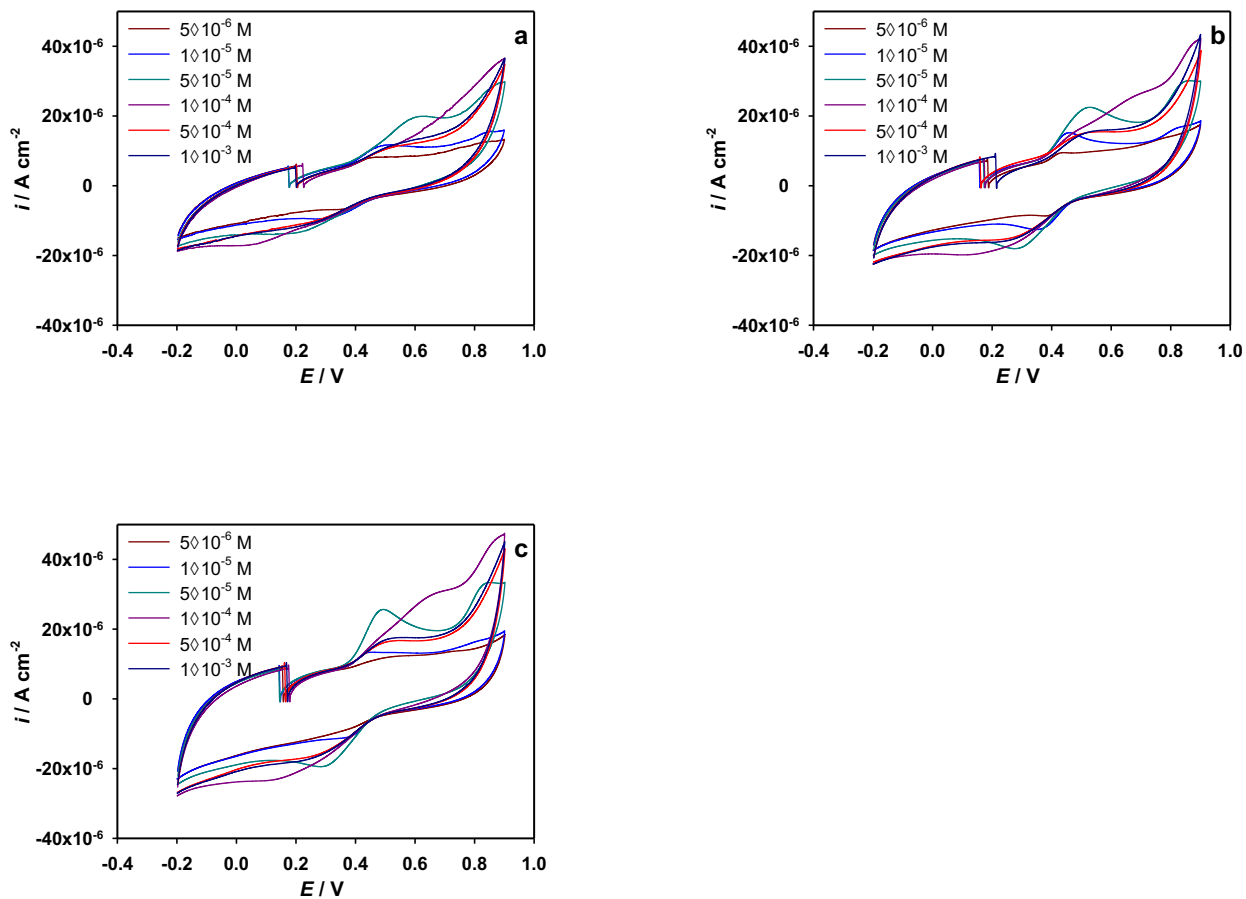 a
5◊10⁻⁶ M
1◊10⁻⁵ M
5◊10⁻⁵ M
1◊10⁻⁴ M
5◊10⁻⁴ M
1◊10⁻³ M
40x10⁻⁶
20x10⁻⁶
0
-20x10⁻⁶
-40x10⁻⁶
i / A cm⁻²
-0.4 -0.2 0.0 0.2 0.4 0.6 0.8 1.0
E / V
b
5◊10⁻⁶ M
1◊10⁻⁵ M
5◊10⁻⁵ M
1◊10⁻⁴ M
5◊10⁻⁴ M
1◊10⁻³ M
40x10⁻⁶
20x10⁻⁶
0
-20x10⁻⁶
-40x10⁻⁶
i / A cm⁻²
-0.4 -0.2 0.0 0.2 0.4 0.6 0.8 1.0
E / V
c
5◊10⁻⁶ M
1◊10⁻⁵ M
5◊10⁻⁵ M
1◊10⁻⁴ M
5◊10⁻⁴ M
1◊10⁻³ M
40x10⁻⁶
20x10⁻⁶
0
-20x10⁻⁶
-40x10⁻⁶
i / A cm⁻²
-0.4 -0.2 0.0 0.2 0.4 0.6 0.8 1.0
E / V